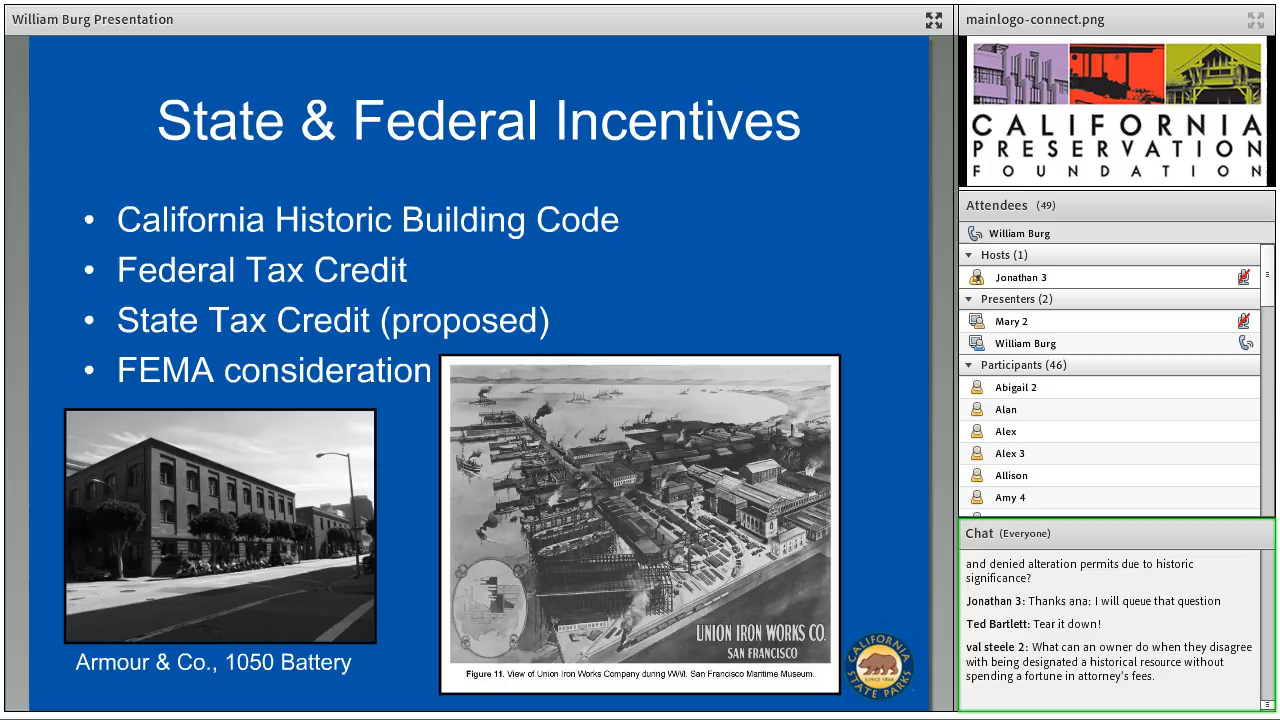 William Burg Presentation
State & Federal Incentives
• California Historic Building Code
• Federal Tax Credit
• State Tax Credit (proposed)
• FEMA consideration
Armour & Co., 1050 Battery
UNION IRON WORKS CO.
SAN FRANCISCO
Figure 11. View of Union Iron Works Company during WWI. San Francisco Maritime Museum.
CALIFORNIA
SINCE 1864
STATE PARKS
mainlogo-connect.png
CALIFORNIA
PRESERVATION
FOUNDATION
Attendees (49)
William Burg
Hosts (1)
Jonathan 3
Presenters (2)
Mary 2
William Burg
Participants (46)
Abigail 2
Alan
Alex
Alex 3
Allison
Amy 4
Chat (Everyone)
and denied altaration permits due to historic
significance?
Jonathan 3: Thanks ana: I will queue that question
Ted Bartlett: Tear it down!
val steele 2: What can an owner do when they disagree
with being designated a historical resource without
spending a fortune in attorney's fees.